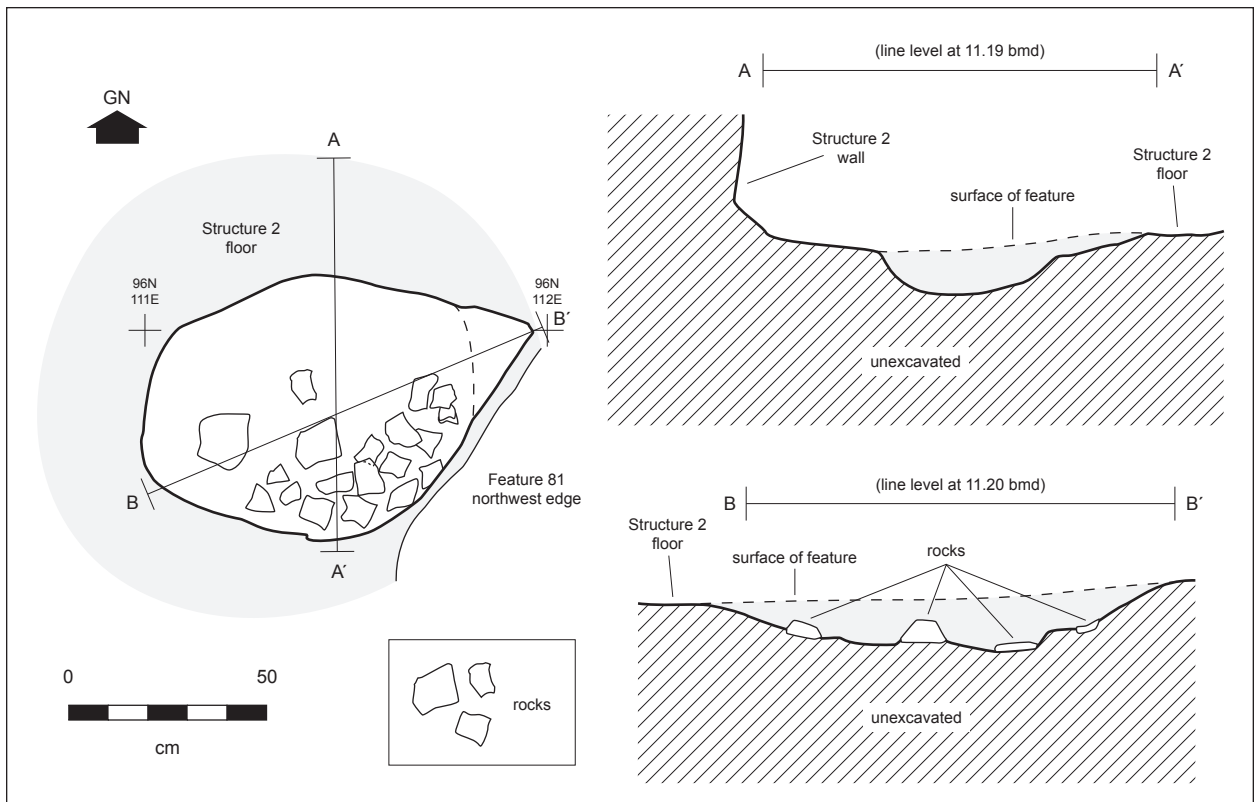 GN
A
Structure 2
floor
96N
111E
96N
112E
B´
B
Feature 81
northwest edge
A´
0 50
cm
rocks
(line level at 11.19 bmd)
A A´
Structure 2
wall
Structure 2
floor
surface of feature
unexcavated
(line level at 11.20 bmd)
B B´
Structure 2
floor
surface of feature
rocks
unexcavated